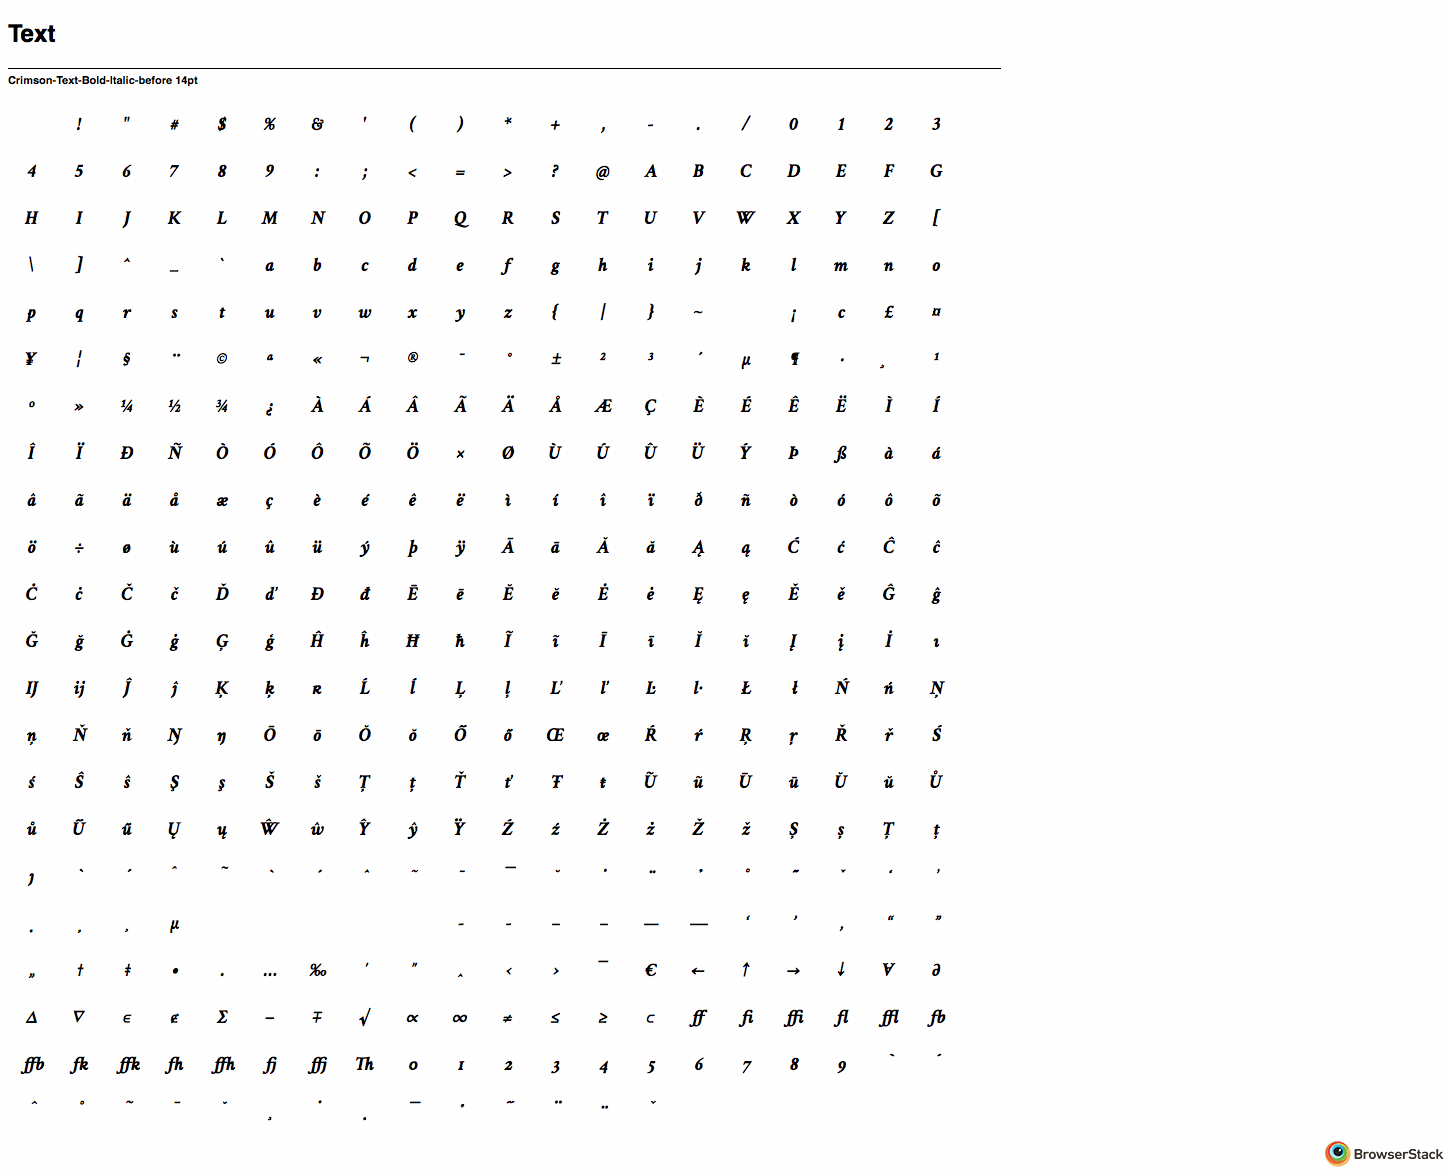 Text
Crimson-Text-Bold-Italic-before 14pt
! " # $ % & ' ( ) * + , - . / 0 1 2 3
4 5 6 7 8 9 : ; < = > ? @ A B C D E F G
H I J K L M N O P Q R S T U V W X Y Z [
\ ] ^ _ ` a b c d e f g h i j k l m n o
p q r s t u v w x y z { | } ~ ¡ c £ ¤
¥ ¦ § ¨ © ª « ¬ ® ¯ ° ± ² ³ ´ µ ¶ · ¸ ¹
º » ¼ ½ ¾ ¿ À Á Â Ã Ä Å Æ Ç È É Ê Ë Ì Í
Î Ï Ð Ñ Ò Ó Ô Õ Ö × Ø Ù Ú Û Ü Ý Þ ß à á
â ã ä å æ ç è é ê ë ì í î ï ð ñ ò ó ô õ
ö ÷ ø ù ú û ü ý þ ÿ Ā ā Ă ă Ą ą Ć ć Ĉ ĉ
Ċ ċ Č č Ď ď Đ đ Ē ē Ĕ ĕ Ė ė Ę ę Ě ě Ĝ ĝ
Ğ ğ Ġ ġ Ģ ģ Ĥ ĥ Ħ ħ Ĩ ĩ Ī ī Ĭ ĭ Į į İ ı
Ĳ ĳ Ĵ ĵ Ķ ķ ĸ Ĺ ĺ Ļ ļ Ľ ľ Ŀ ŀ Ł ł Ń ń Ņ
ņ Ň ň Ŋ ŋ Ō ō Ŏ ŏ Ő ő Œ œ Ŕ ŕ Ŗ ŗ Ř ř Ś
ś Ŝ ŝ Ş ş Š š Ţ ţ Ť ť Ŧ ŧ Ũ ũ Ū ū Ŭ ŭ Ů
ů Ű ű Ų ų Ŵ ŵ Ŷ ŷ Ÿ Ź ź Ż ż Ž ž Ș ș Ț ț
ȷ ˋ ˊ ˆ ˜ ̀ ́ ̂ ̃ ̄ ̅ ̆ ̇ ̈ ̇ ̊ ̋ ̌ ̒ ̓
. , ¸ μ - - – – — — ‘ ’ ‚ “ ”
„ † ‡ • . … ‰ ′ ″ ‸ ‹ › ‾ € ← ↑ → ↓ ∀ ∂
∆ ∇ ∈ ∉ ∑ − ∓ √ ∝ ∞ ≠ ≤ ≥ ⊂ ff fi ffi fl ffl fb
ffb fk ffk fh ffh fj ffj Th 0 1 2 3 4 5 6 7 8 9 ` ´
ˆ ˚ ˜ ¯ ˘ ¸ ˙ . ¯ · ˜ ¨ ¨ ˇ
BrowserStack